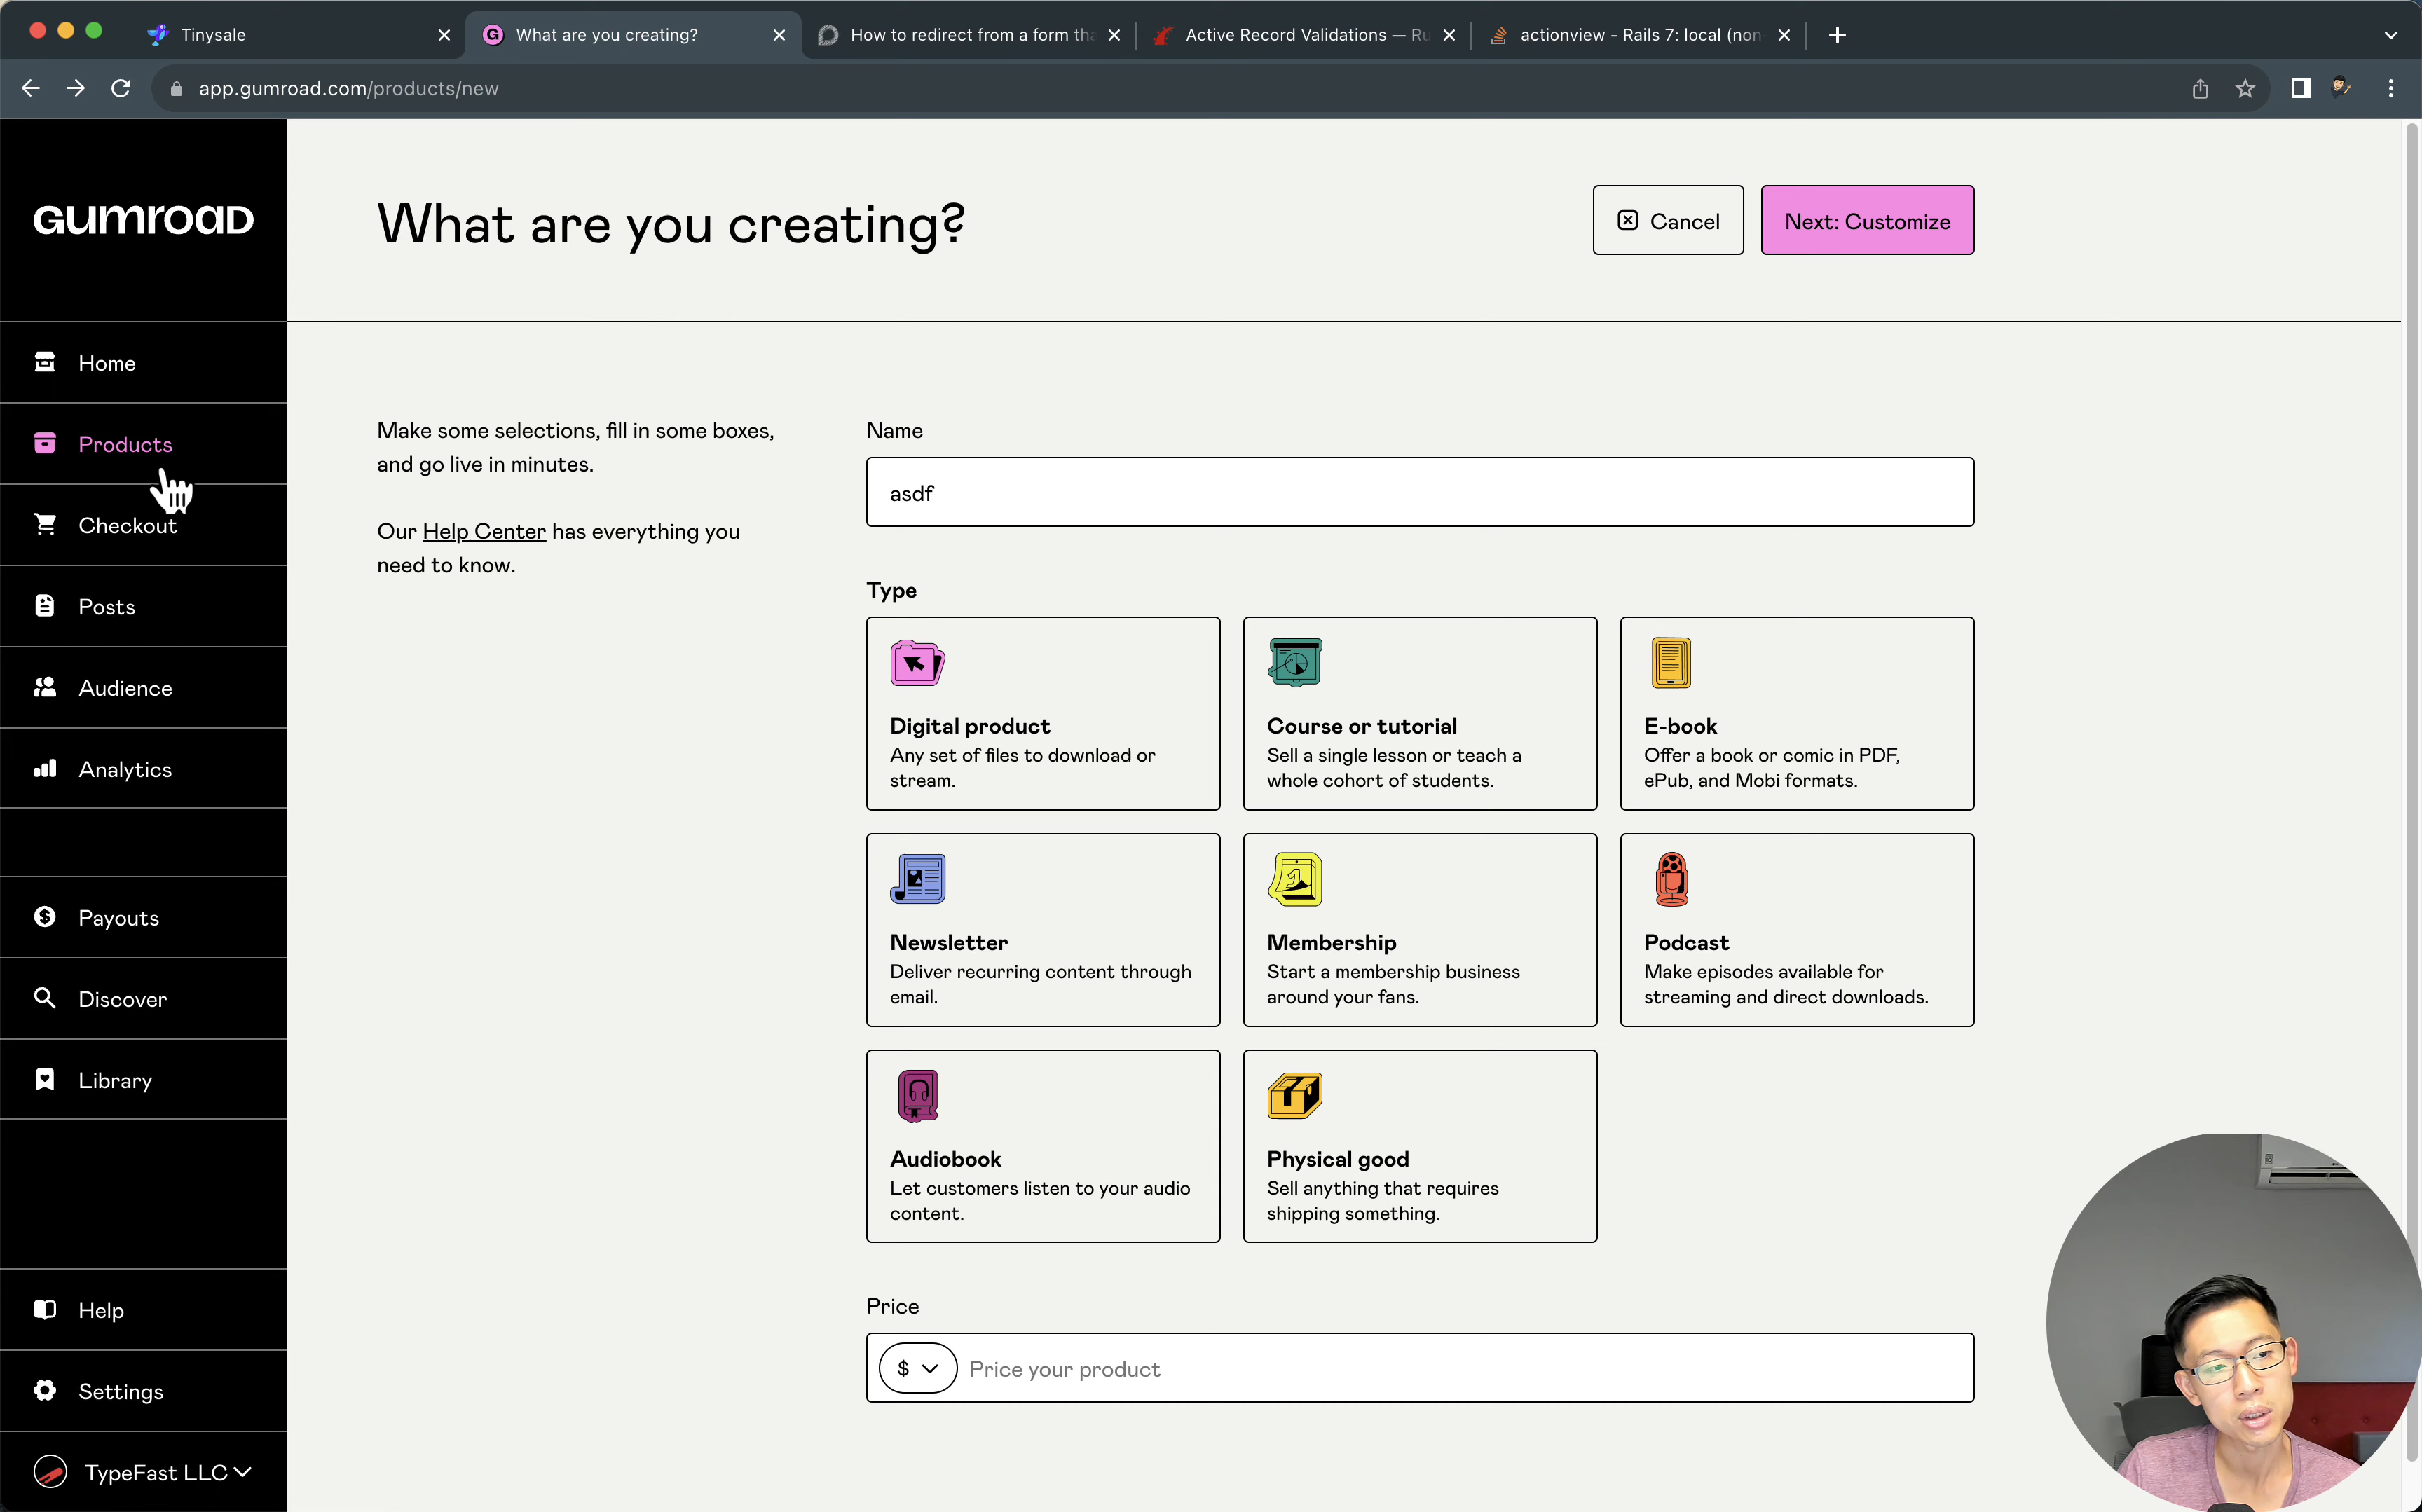 Tinysale
What are you creating?
How to redirect from a form tha
Active Record Validations — Ru
actionview - Rails 7: local (non-
app.gumroad.com/products/new
GUMROAD
What are you creating?
Cancel
Next: Customize
Home
Products
Checkout
Posts
Audience
Analytics
Payouts
Discover
Library
Help
Settings
TypeFast LLC
Make some selections, fill in some boxes,
and go live in minutes.
Our Help Center has everything you
need to know.
Name
asdf
Type
Digital product
Any set of files to download or
stream.
Course or tutorial
Sell a single lesson or teach a
whole cohort of students.
E-book
Offer a book or comic in PDF,
ePub, and Mobi formats.
Newsletter
Deliver recurring content through
email.
Membership
Start a membership business
around your fans.
Podcast
Make episodes available for
streaming and direct downloads.
Audiobook
Let customers listen to your audio
content.
Physical good
Sell anything that requires
shipping something.
Price
$
Price your product